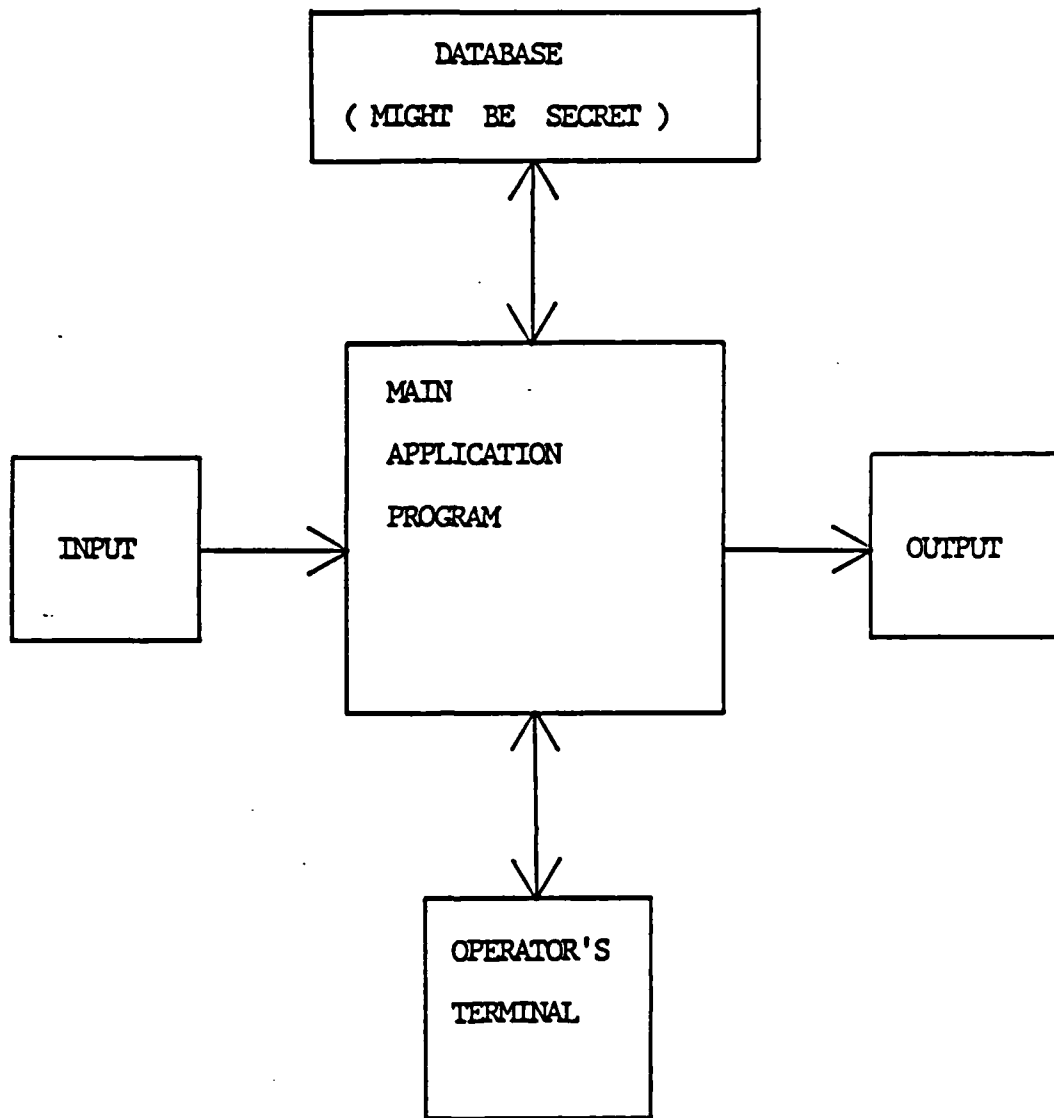 DATABASE
( MIGHT BE SECRET )
MAIN
APPLICATION
PROGRAM
INPUT
OUTPUT
OPERATOR'S
TERMINAL